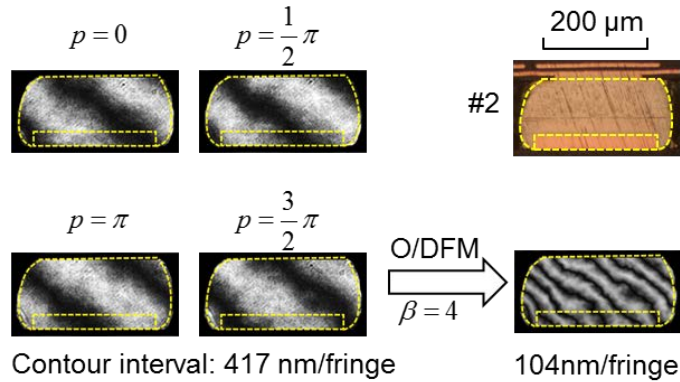 p = 0
p = 1/2 π
200 μm
#2
p = π
p = 3/2 π
O/DFM
β = 4
Contour interval: 417 nm/fringe
104nm/fringe